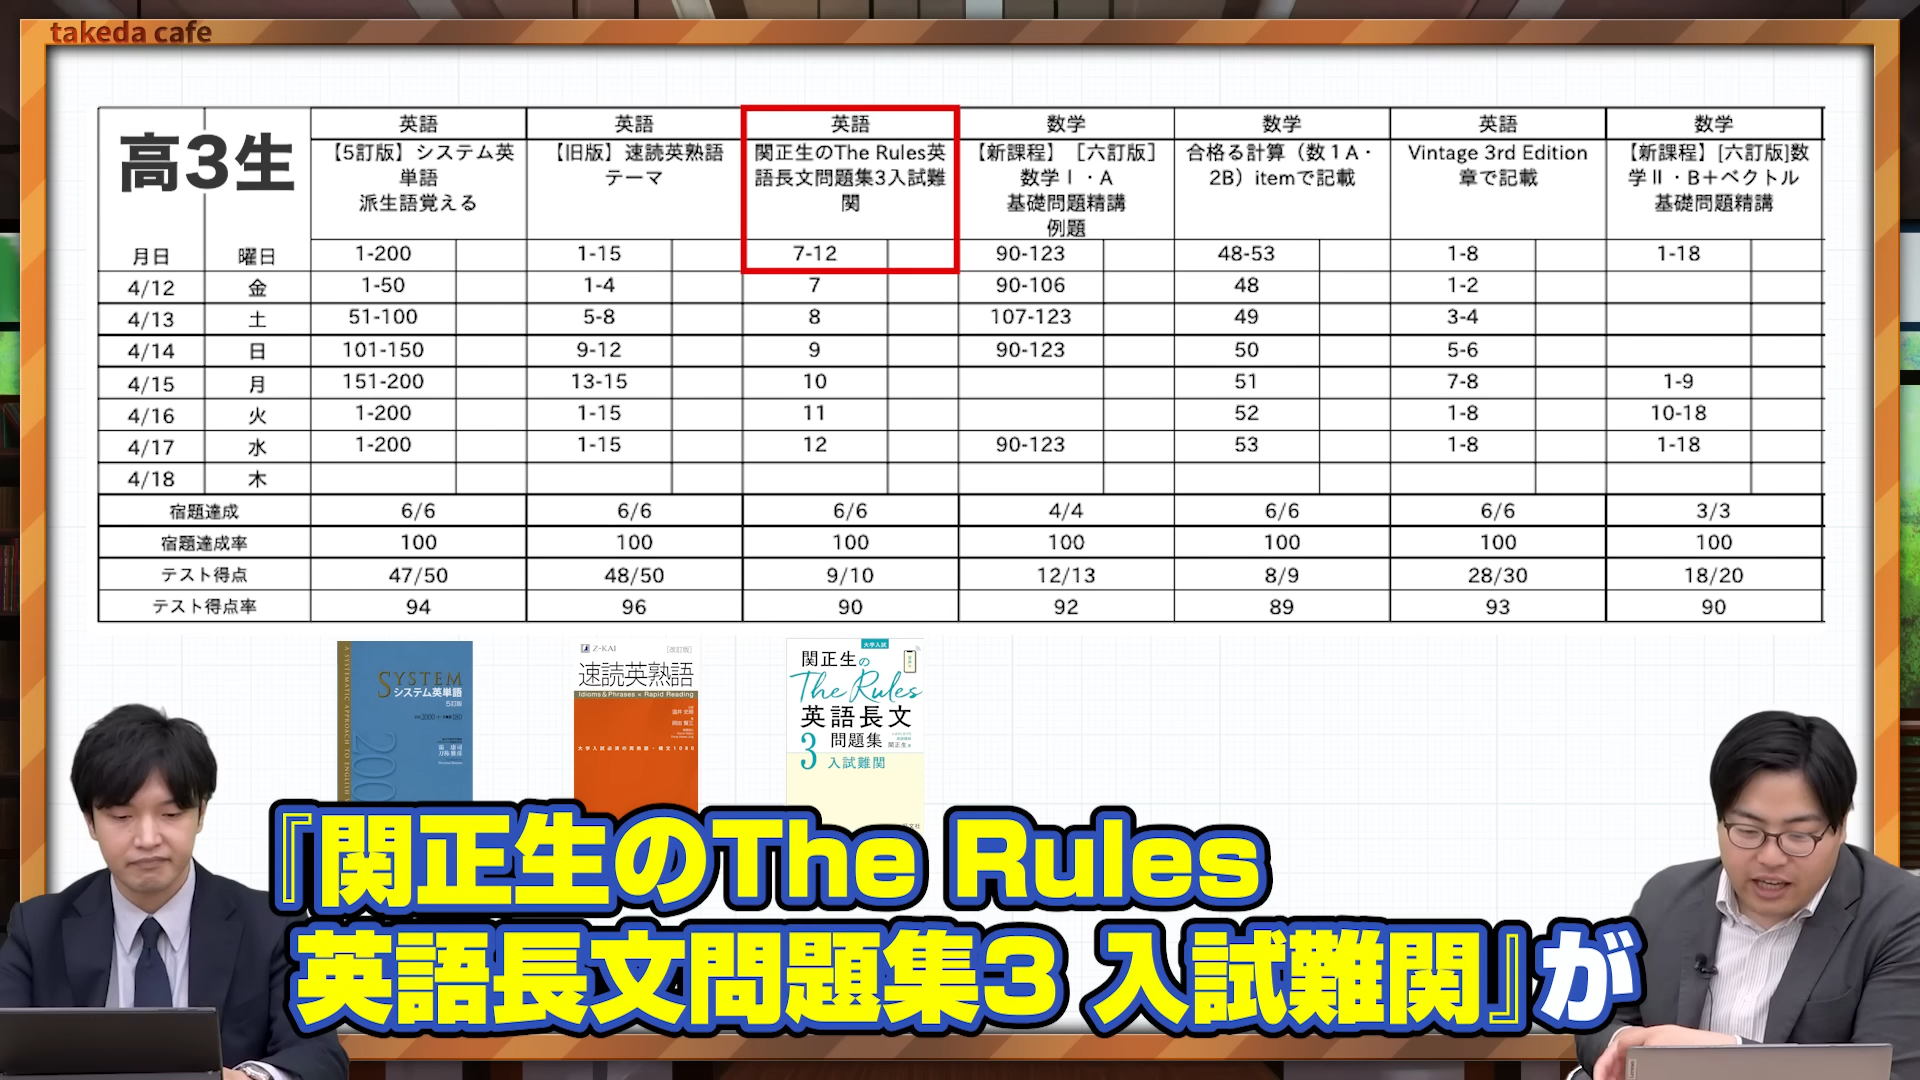 takeda cafe
高3生
英語 英語 英語 数学 数学 英語 数学
【5訂版】システム英単語 派生語覚える
【旧版】速読英熟語 テーマ
関正生のThe Rules英語長文問題集3入試難関
【新課程】［六訂版］数学Ⅰ・A 基礎問題精講 例題
合格る計算（数１A・2B）itemで記載
Vintage 3rd Edition 章で記載
【新課程】[六訂版]数学Ⅱ・B＋ベクトル 基礎問題精講
月日 曜日 1-200 1-15 7-12 90-123 48-53 1-8 1-18
4/12 金 1-50 1-4 7 90-106 48 1-2
4/13 土 51-100 5-8 8 107-123 49 3-4
4/14 日 101-150 9-12 9 90-123 50 5-6
4/15 月 151-200 13-15 10 51 7-8 1-9
4/16 火 1-200 1-15 11 52 1-8 10-18
4/17 水 1-200 1-15 12 90-123 53 1-8 1-18
4/18 木
宿題達成 6/6 6/6 6/6 4/4 6/6 6/6 3/3
宿題達成率 100 100 100 100 100 100 100
テスト得点 47/50 48/50 9/10 12/13 8/9 28/30 18/20
テスト得点率 94 96 90 92 89 93 90
SYSTEM
システム英単語
5訂版
Z-KAI
[改訂版]
速読英熟語
Idioms & Phrases × Rapid Reading
大学入試
関正生の
The Rules
英語長文
問題集
3 入試難関
『関正生のThe Rules
英語長文問題集3 入試難関』が